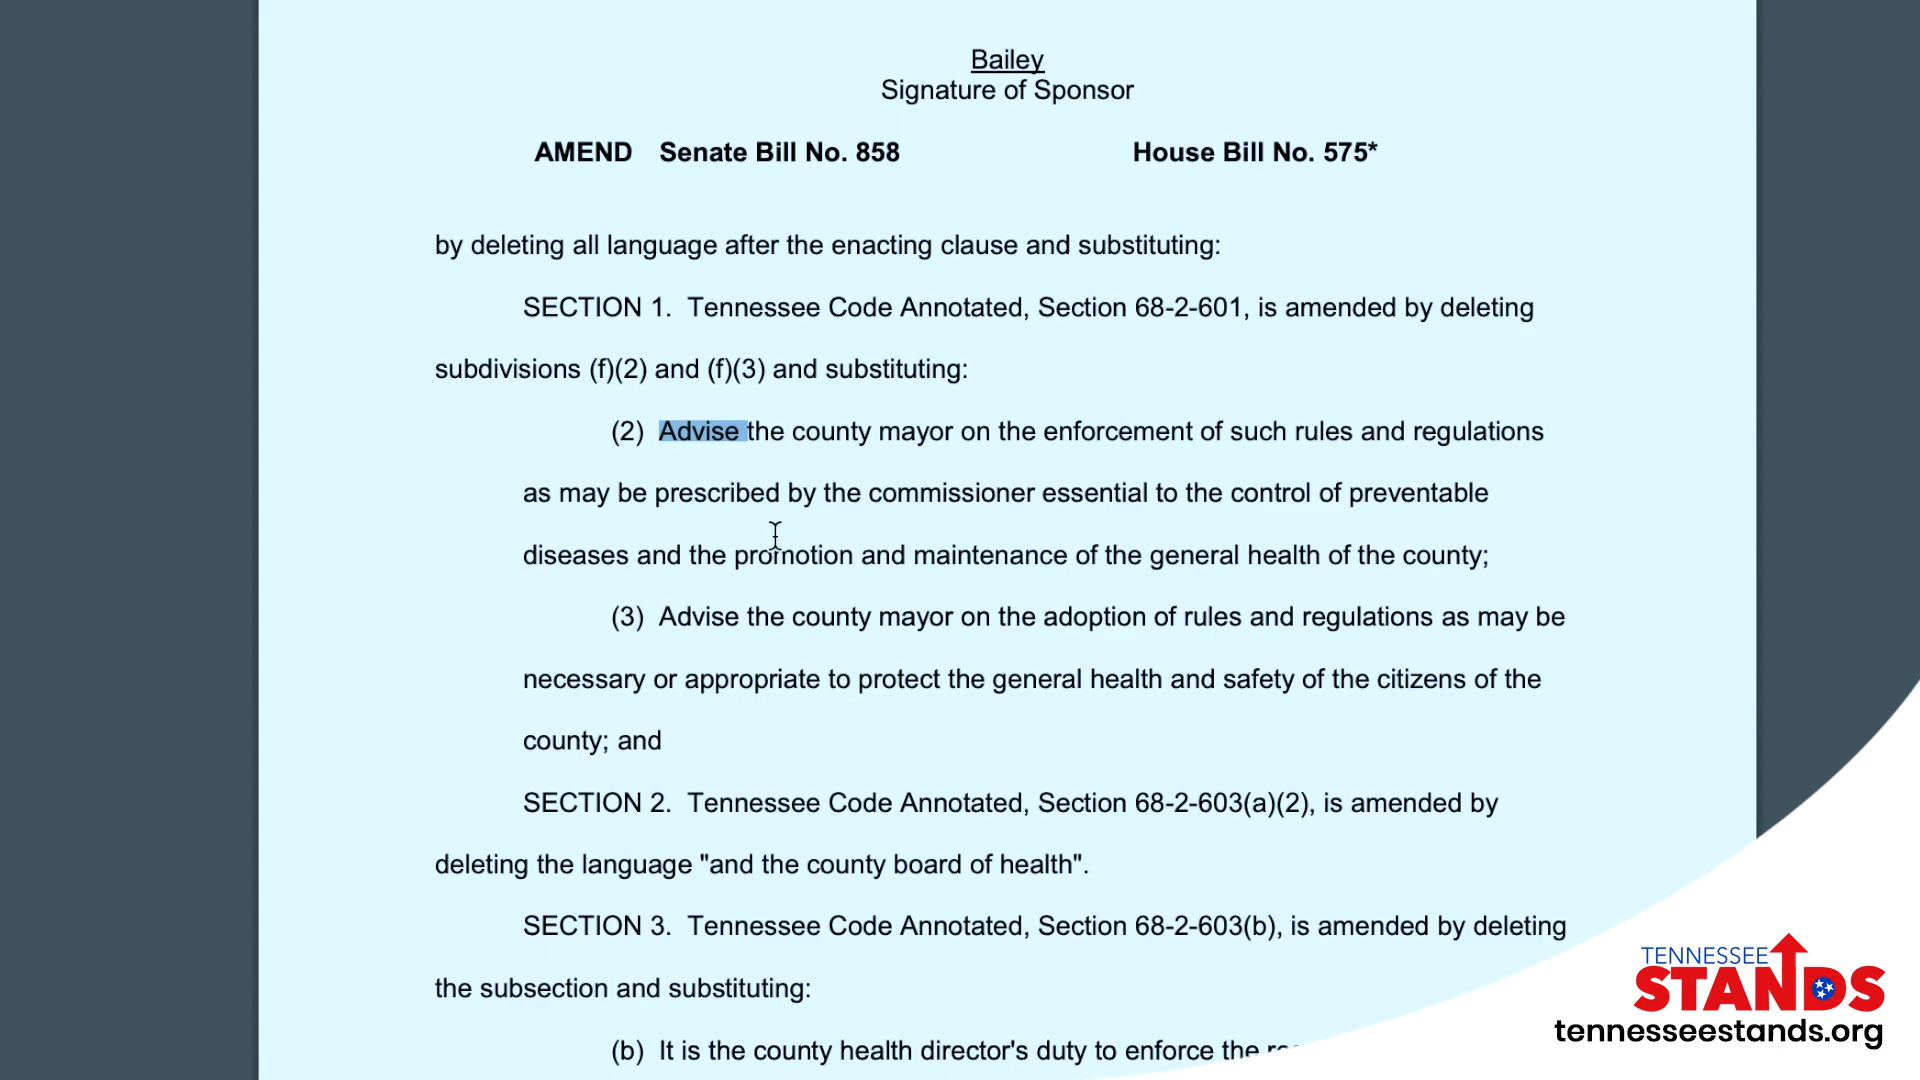 Bailey
Signature of Sponsor
AMEND Senate Bill No. 858 House Bill No. 575*
by deleting all language after the enacting clause and substituting:
SECTION 1. Tennessee Code Annotated, Section 68-2-601, is amended by deleting
subdivisions (f)(2) and (f)(3) and substituting:
(2) Advise the county mayor on the enforcement of such rules and regulations
as may be prescribed by the commissioner essential to the control of preventable
diseases and the promotion and maintenance of the general health of the county;
(3) Advise the county mayor on the adoption of rules and regulations as may be
necessary or appropriate to protect the general health and safety of the citizens of the
county; and
SECTION 2. Tennessee Code Annotated, Section 68-2-603(a)(2), is amended by
deleting the language "and the county board of health".
SECTION 3. Tennessee Code Annotated, Section 68-2-603(b), is amended by deleting
the subsection and substituting:
(b) It is the county health director's duty to enforce the
TENNESSEE
STANDS
tennesseestands.org